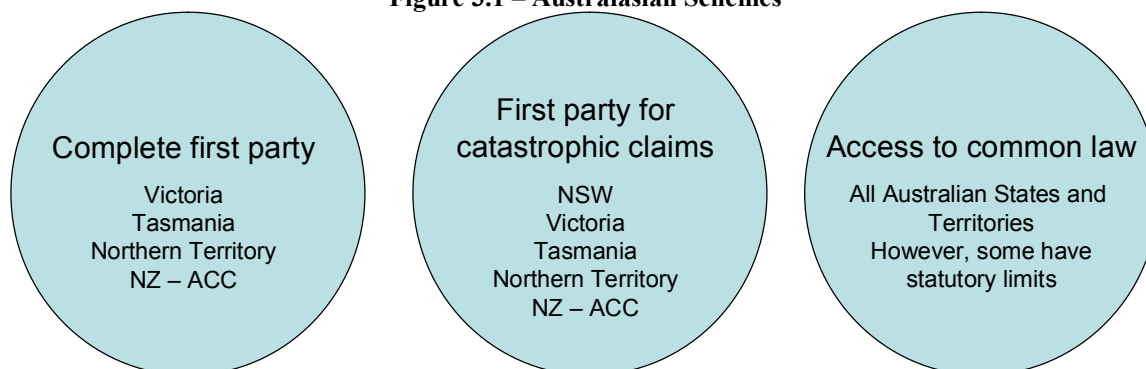 Figure 3.1 – Australasian Schemes
Complete first party
Victoria
Tasmania
Northern Territory
NZ – ACC
First party for
catastrophic claims
NSW
Victoria
Tasmania
Northern Territory
NZ – ACC
Access to common law
All Australian States and
Territories
However, some have
statutory limits